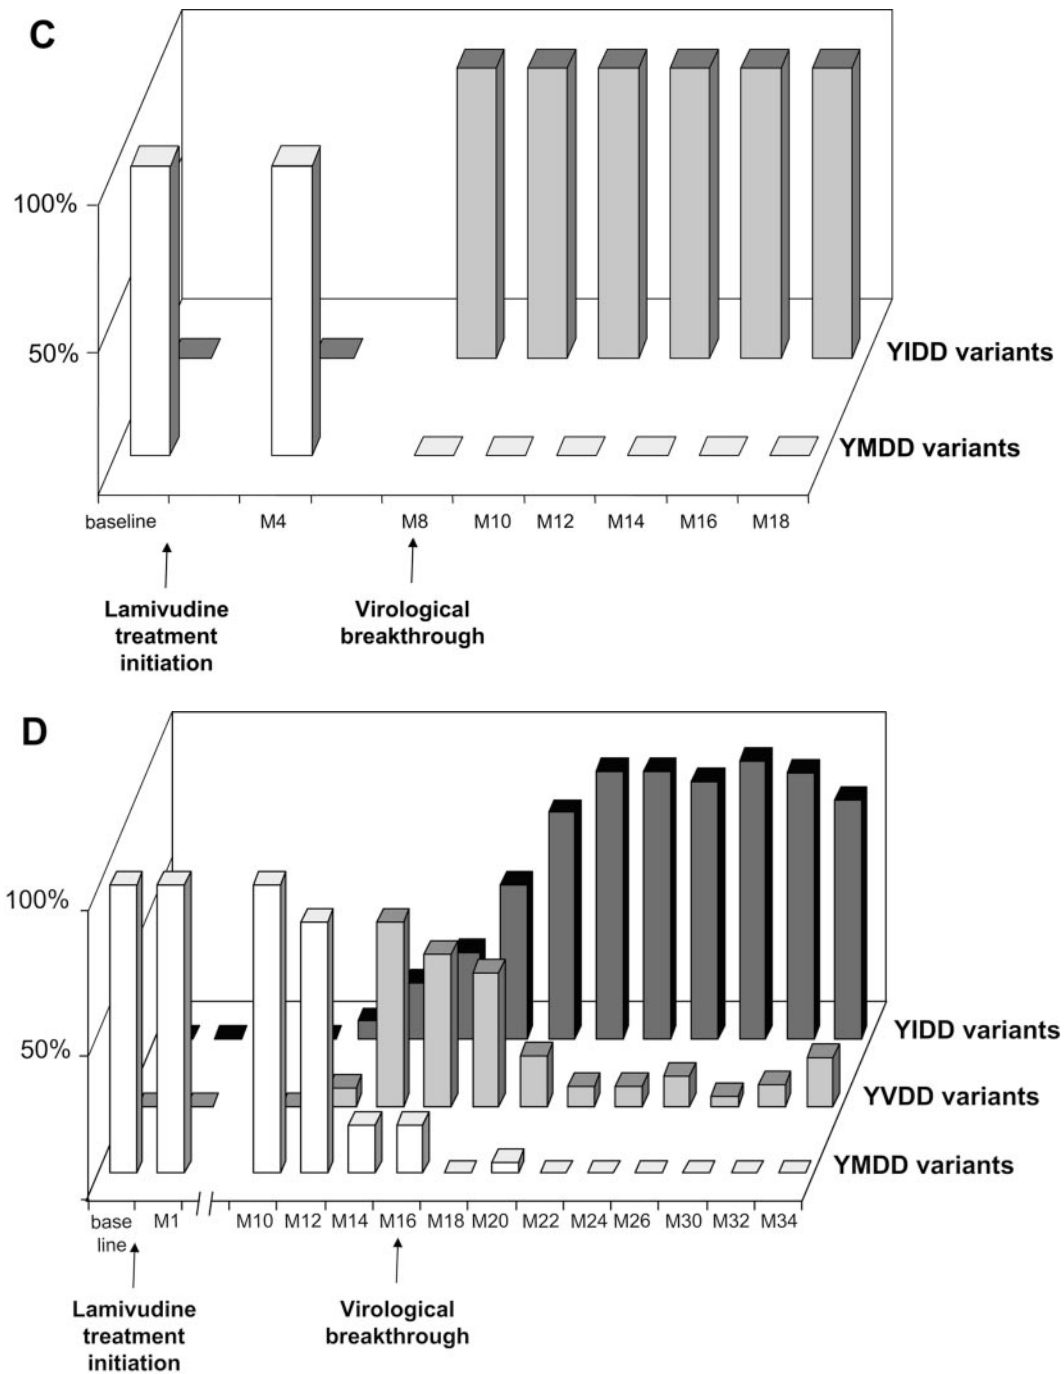 C
100%
50%
YIDD variants
YMDD variants
baseline M4 M8 M10 M12 M14 M16 M18
Lamivudine
treatment
initiation
Virological
breakthrough
D
100%
50%
YIDD variants
YVDD variants
YMDD variants
base M1 M10 M12 M14 M16 M18 M20 M22 M24 M26 M30 M32 M34
line
Lamivudine
treatment
initiation
Virological
breakthrough